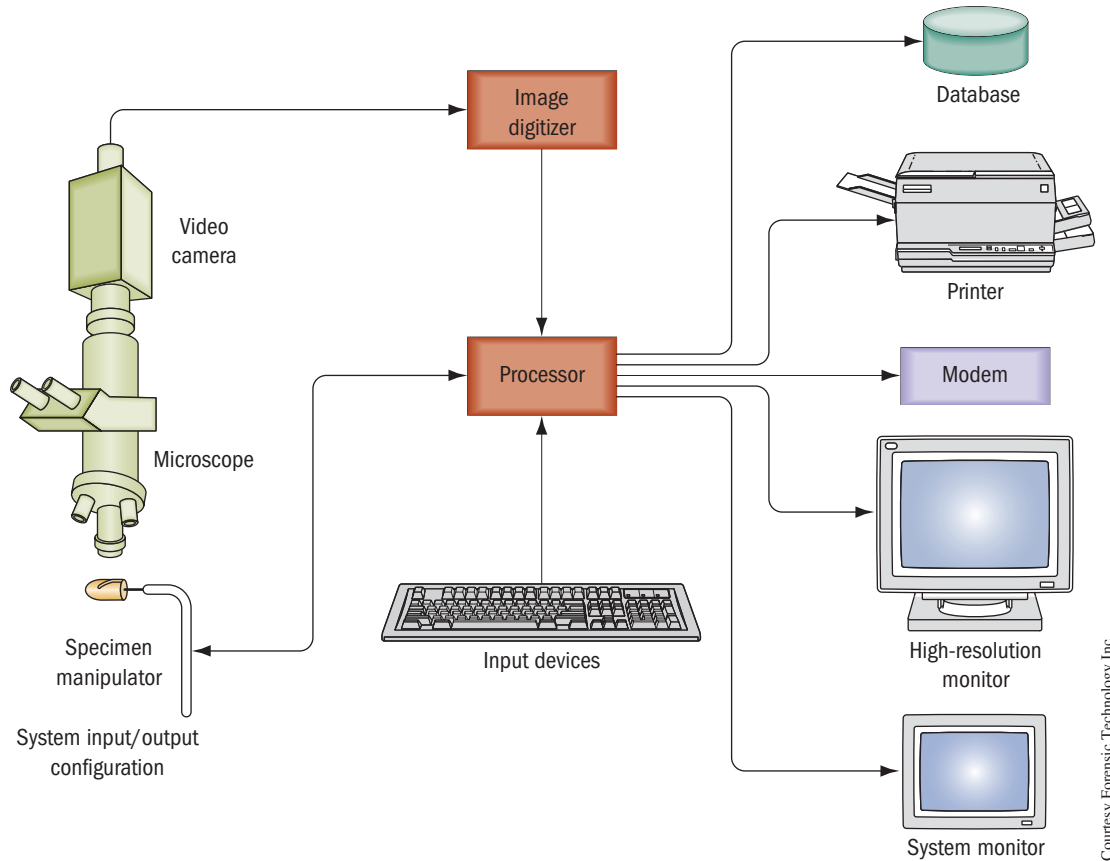 Image
digitizer
Database
Video
camera
Printer
Processor
Modem
Microscope
Specimen
manipulator
Input devices
High-resolution
monitor
System input/output
configuration
System monitor
Courtesy Forensic Technology Inc